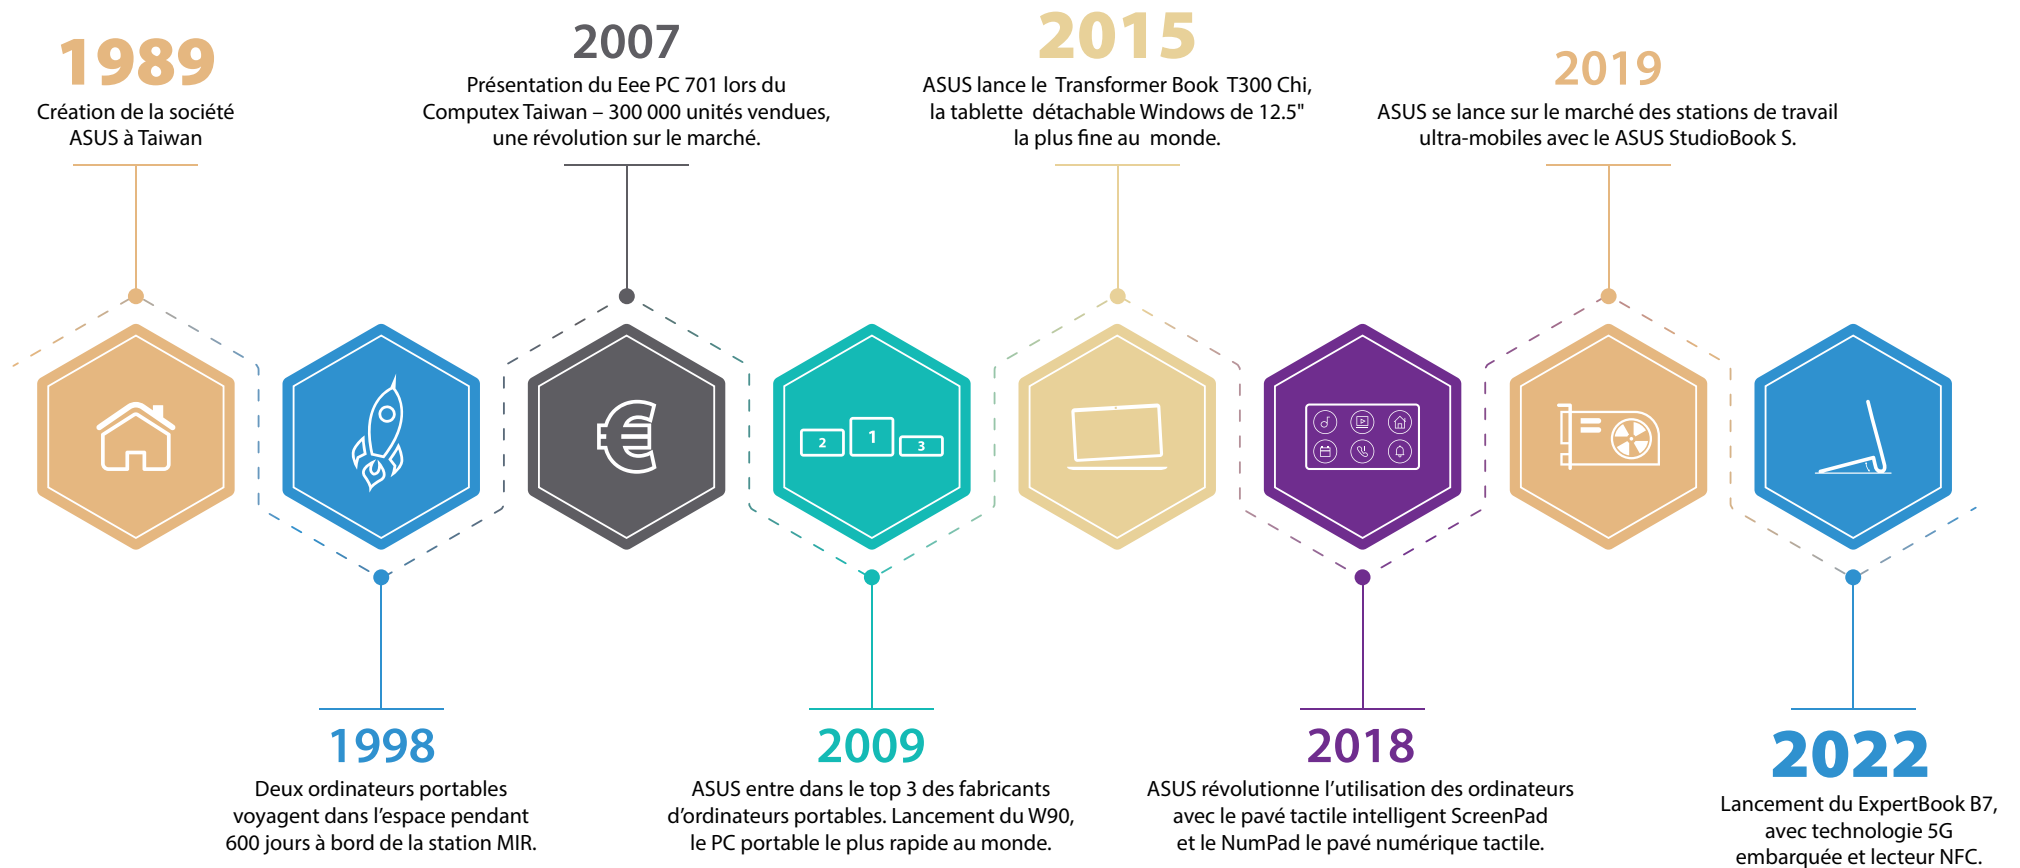 1989
Création de la société
ASUS à Taiwan
1998
Deux ordinateurs portables
voyagent dans l’espace pendant
600 jours à bord de la station MIR.
2007
Présentation du Eee PC 701 lors du
Computex Taiwan – 300 000 unités vendues,
une révolution sur le marché.
€
2009
ASUS entre dans le top 3 des fabricants
d’ordinateurs portables. Lancement du W90,
le PC portable le plus rapide au monde.
2 1 3
2015
ASUS lance le Transformer Book T300 Chi,
la tablette détachable Windows de 12.5"
la plus fine au monde.
2018
ASUS révolutionne l’utilisation des ordinateurs
avec le pavé tactile intelligent ScreenPad
et le NumPad le pavé numérique tactile.
2019
ASUS se lance sur le marché des stations de travail
ultra-mobiles avec le ASUS StudioBook S.
2022
Lancement du ExpertBook B7,
avec technologie 5G
embarquée et lecteur NFC.